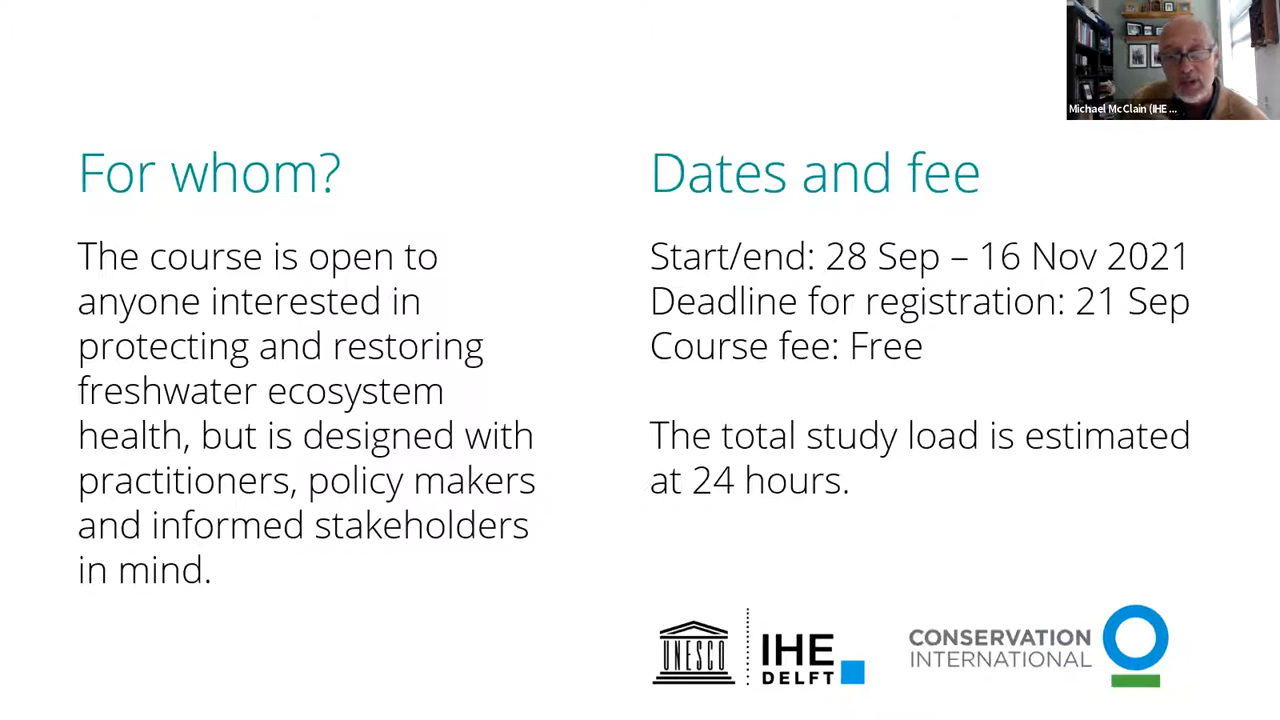 Michael McClain (IHE ...
For whom?
The course is open to
anyone interested in
protecting and restoring
freshwater ecosystem
health, but is designed with
practitioners, policy makers
and informed stakeholders
in mind.
Dates and fee
Start/end: 28 Sep – 16 Nov 2021
Deadline for registration: 21 Sep
Course fee: Free
The total study load is estimated
at 24 hours.
UNESCO
IHE
DELFT
CONSERVATION
INTERNATIONAL